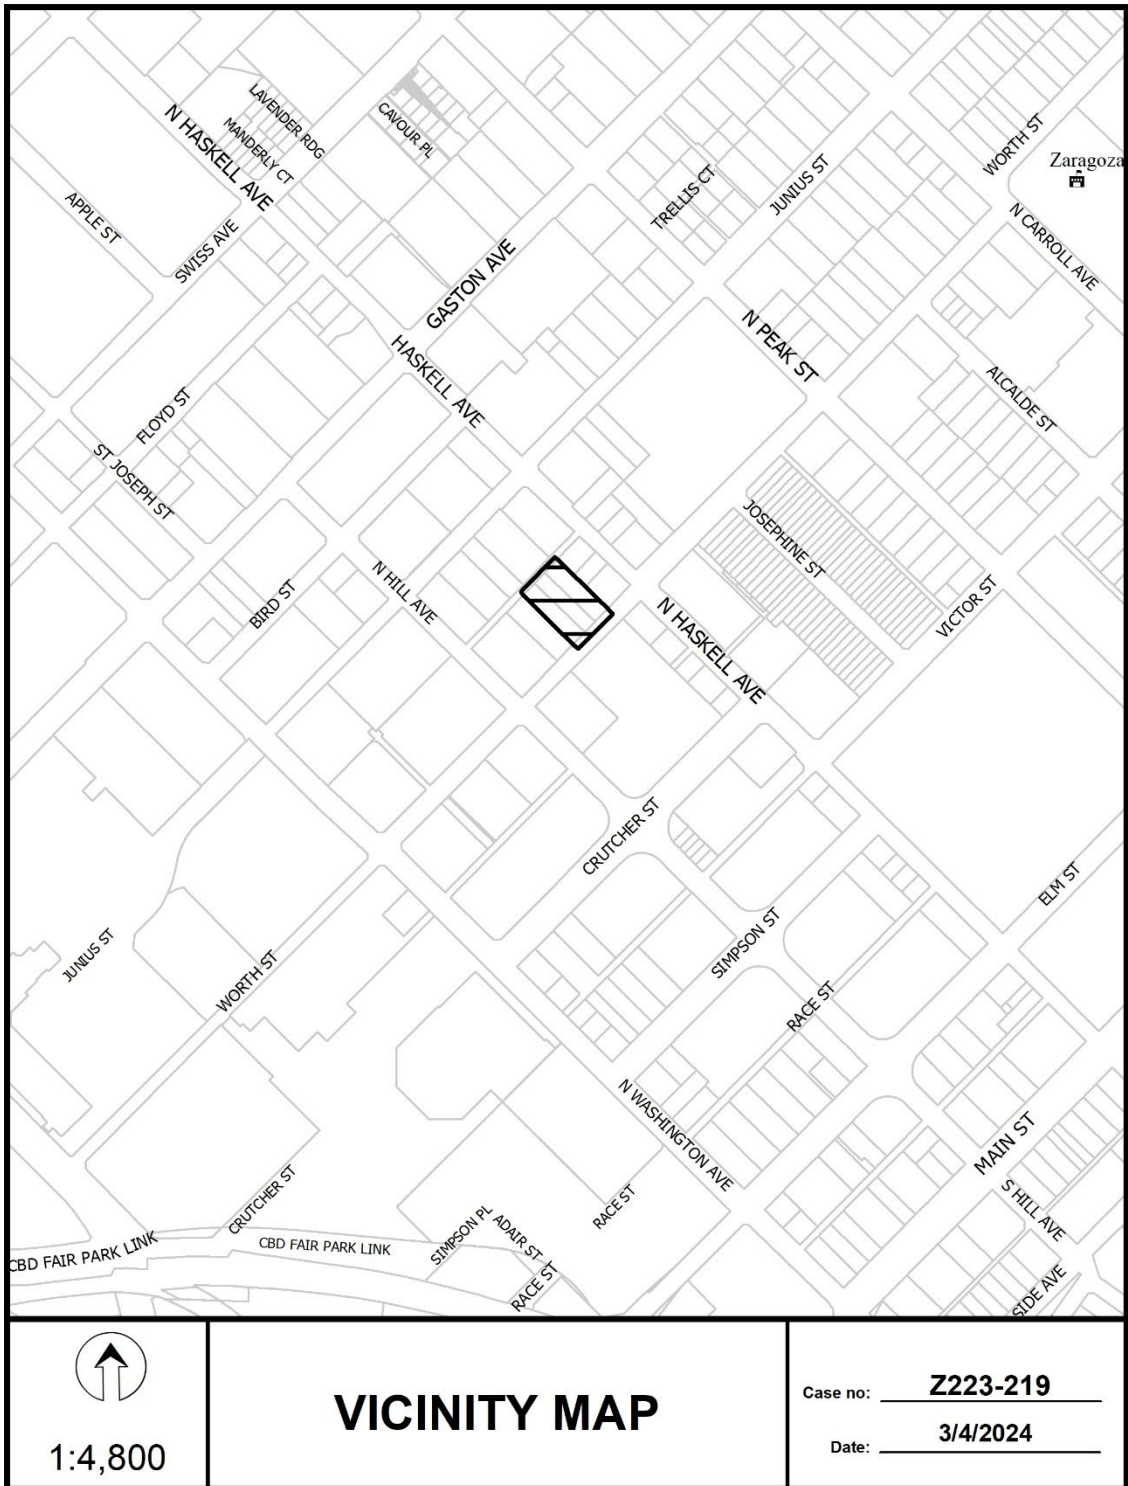 LAVENDER RDG
MANDERLY CT
N HASKELL AVE
CAVOUR PL
WORTH ST
Zaragoza
APPLE ST
SWISS AVE
TRELLIS CT
JUNIUS ST
N CARROLL AVE
GASTON AVE
HASKELL AVE
N PEAK ST
ALCALDE ST
FLOYD ST
ST JOSEPH ST
JOSEPHINE ST
N HILL AVE
BIRD ST
N HASKELL AVE
VICTOR ST
CRUTCHER ST
ELM ST
JUNIUS ST
WORTH ST
SIMPSON ST
RACE ST
N WASHINGTON AVE
MAIN ST
S HILL AVE
CRUTCHER ST
RACE ST
SIMPSON PL
ADAIR ST
CBD FAIR PARK LINK
CBD FAIR PARK LINK
RACE ST
SIDE AVE
1:4,800
VICINITY MAP
Case no: Z223-219
Date: 3/4/2024